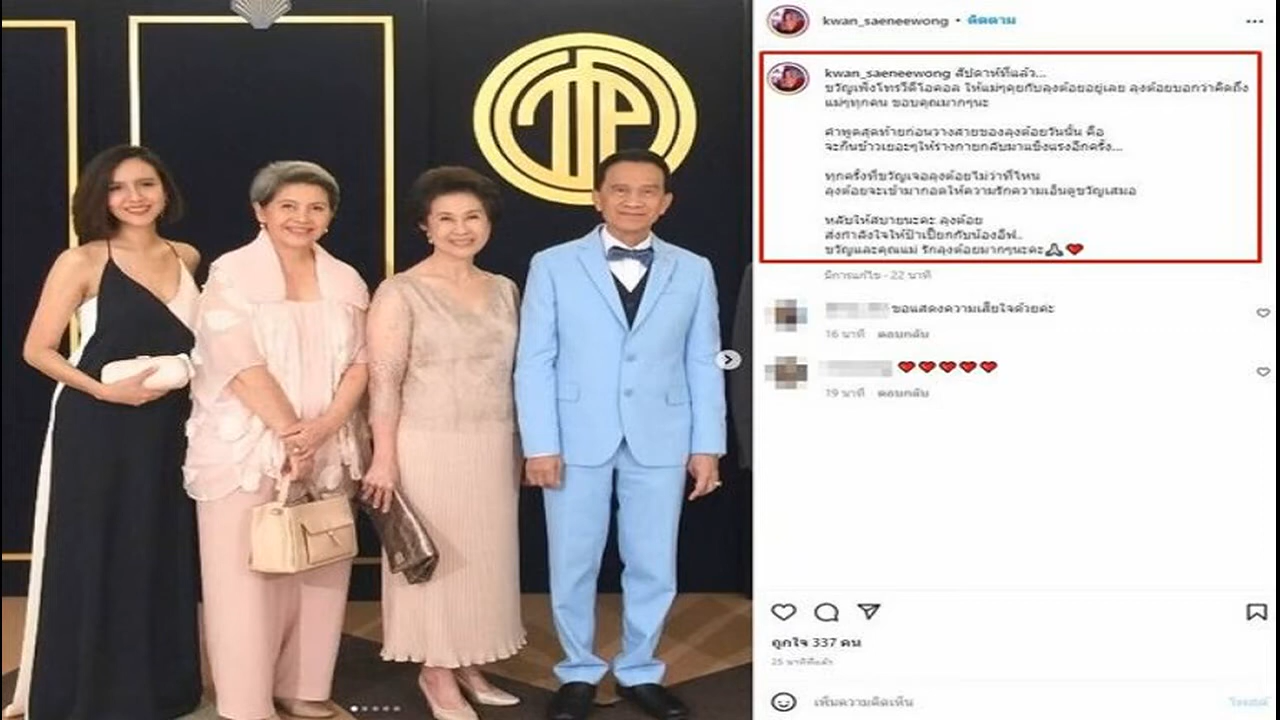 TP
kwan_saeneewong • ติดตาม
kwan_saeneewong สัปดาห์ที่แล้ว...
ขวัญเพิ่งโทรวีดีโอคอล ให้แม่ๆคุยกับลุงต้อยอยู่เลย ลุงต้อยบอกว่าคิดถึง
แม่ๆทุกคน ขอบคุณมากๆนะ
คำพูดสุดท้ายก่อนวางสายของลุงต้อยวันนั้น คือ
จะกินข้าวเยอะๆให้ร่างกายกลับมาแข็งแรงอีกครั้ง...
ทุกครั้งที่ขวัญเจอลุงต้อยไม่ว่าที่ไหน
ลุงต้อยจะเข้ามากอดให้ความรักความเอ็นดูขวัญเสมอ
หลับให้สบายนะคะ ลุงต้อย
ส่งกำลังใจให้ป้าเปี๊ยกกับน้องอีฟ..
ขวัญและคุณแม่ รักลุงต้อยมากๆนะคะ🙏❤️
มีการแก้ไข · 22 นาที
ขอแสดงความเสียใจด้วยค่ะ
16 นาที ตอบกลับ
❤️❤️❤️❤️❤️
19 นาที ตอบกลับ
ถูกใจ 337 คน
25 นาทีที่แล้ว
เพิ่มความคิดเห็น
โพสต์